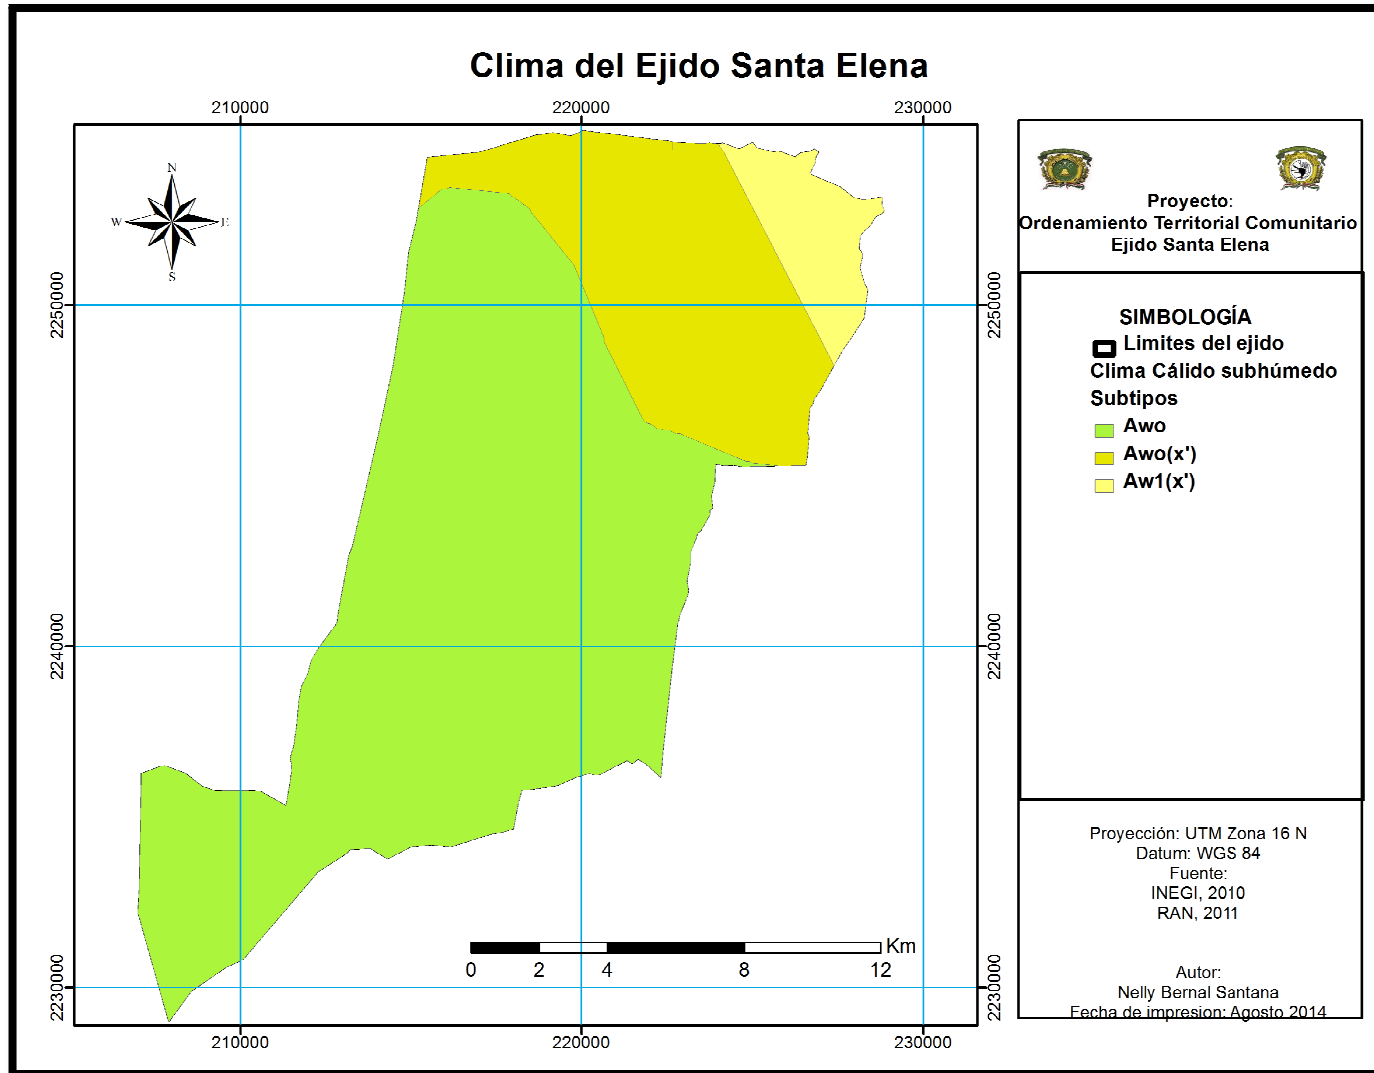 Clima del Ejido Santa Elena
210000
220000
230000
N
W
E
S
2250000
2250000
2240000
2240000
2230000
2230000
Km
0
2
4
8
12
210000
220000
230000
Proyecto:
Ordenamiento Territorial Comunitario
Ejido Santa Elena
SIMBOLOGÍA
Limites del ejido
Clima Cálido subhúmedo
Subtipos
Awo
Awo(x')
Aw1(x')
Proyección: UTM Zona 16 N
Datum: WGS 84
Fuente:
INEGI, 2010
RAN, 2011
Autor:
Nelly Bernal Santana
Fecha de impresion: Agosto 2014